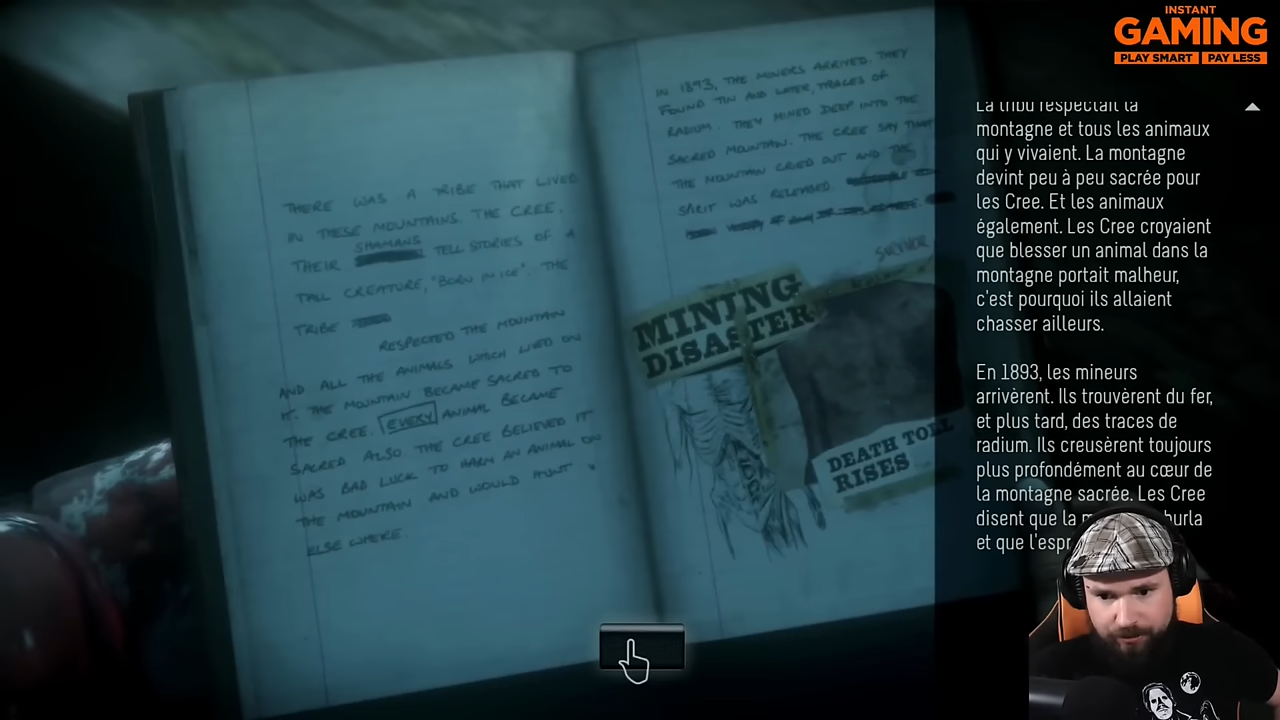 THERE WAS A TRIBE THAT LIVED
IN THESE MOUNTAINS. THE CREE.
SHAMANS
THEIR TELL STORIES OF A
TALL CREATURE, "BORN IN ICE". THE
TRIBE
RESPECTED THE MOUNTAIN
AND ALL THE ANIMALS WHICH LIVED ON
IT. THE MOUNTAIN BECAME SACRED TO
THE CREE. EVERY ANIMAL BECAME
SACRED ALSO. THE CREE BELIEVED IT
WAS BAD LUCK TO HARM AN ANIMAL ON
THE MOUNTAIN AND WOULD HUNT
ELSE WHERE.
IN 1893, THE MINERS ARRIVED. THEY
FOUND TIN AND LATER, TRACES OF
RADIUM. THEY MINED DEEP INTO THE
SACRED MOUNTAIN. THE CREE SAY THAT
THE MOUNTAIN CRIED OUT AND THE
SPIRIT WAS RELEASED.
SURVIVOR
MINING
DISASTER
DEATH TOLL
RISES
INSTANT
GAMING
PLAY SMART PAY LESS
La tribu respectait la
montagne et tous les animaux
qui y vivaient. La montagne
devint peu à peu sacrée pour
les Cree. Et les animaux
également. Les Cree croyaient
que blesser un animal dans la
montagne portait malheur,
c'est pourquoi ils allaient
chasser ailleurs.
En 1893, les mineurs
arrivèrent. Ils trouvèrent du fer,
et plus tard, des traces de
radium. Ils creusèrent toujours
plus profondément au cœur de
la montagne sacrée. Les Cree
disent que la
et que